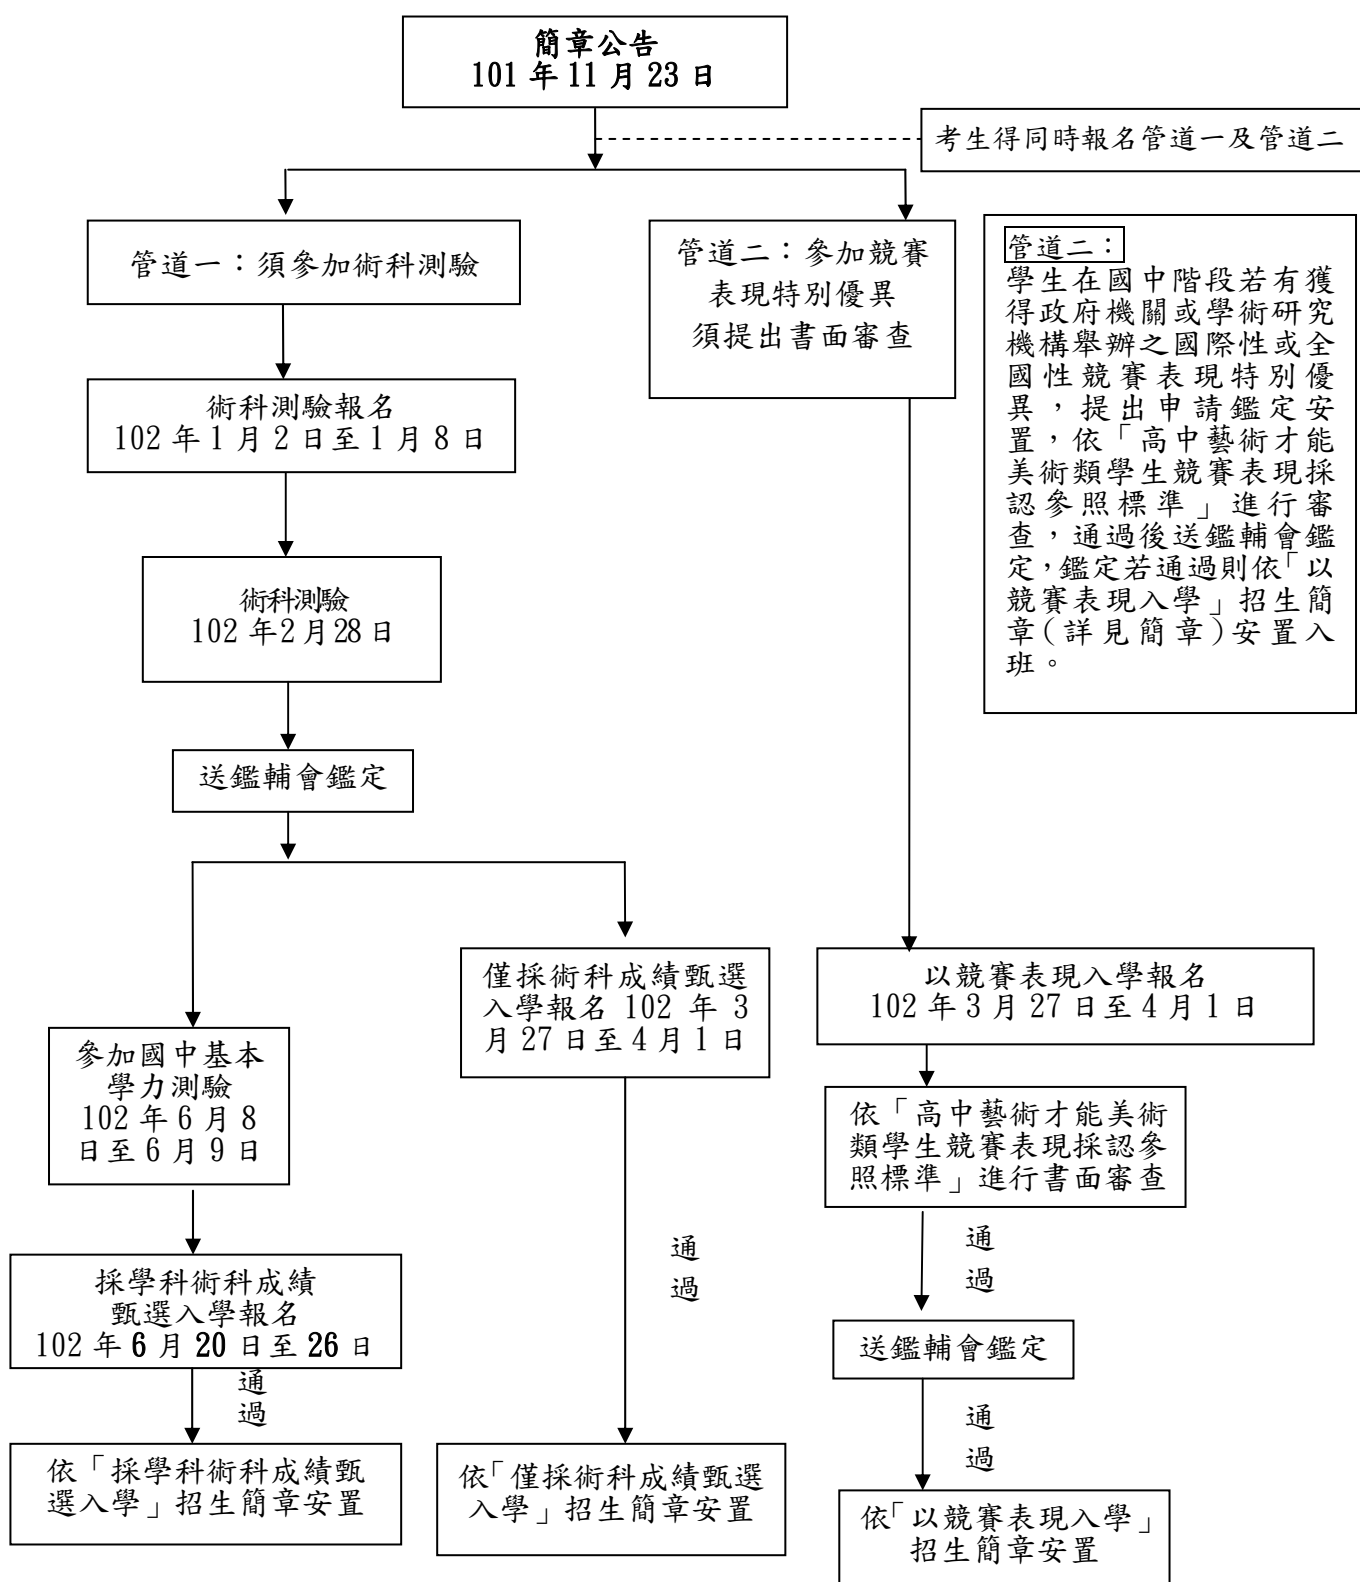 簡章公告
101 年 11 月 23 日
考生得同時報名管道一及管道二
管道一：須參加術科測驗
管道二：參加競賽
表現特別優異
須提出書面審查
管道二：
學生在國中階段若有獲
得政府機關或學術研究
機構舉辦之國際性或全
國性競賽表現特別優
異，提出申請鑑定安
置，依「高中藝術才能
美術類學生競賽表現採
認參照標準」進行審
查，通過後送鑑輔會鑑
定，鑑定若通過則依「以
競賽表現入學」招生簡
章(詳見簡章)安置入
班。
術科測驗報名
102 年 1 月 2 日至 1 月 8 日
術科測驗
102 年 2 月 28 日
送鑑輔會鑑定
僅採術科成績甄選
入學報名 102 年 3
月 27 日至 4 月 1 日
以競賽表現入學報名
102 年 3 月 27 日至 4 月 1 日
參加國中基本
學力測驗
102 年 6 月 8
日至 6 月 9 日
依「高中藝術才能美術
類學生競賽表現採認參
照標準」進行書面審查
通
過
通
過
採學科術科成績
甄選入學報名
102 年 6 月 20 日至 26 日
送鑑輔會鑑定
通
過
通
過
依「採學科術科成績甄
選入學」招生簡章安置
依「僅採術科成績甄選
入學」招生簡章安置
依「以競賽表現入學」
招生簡章安置